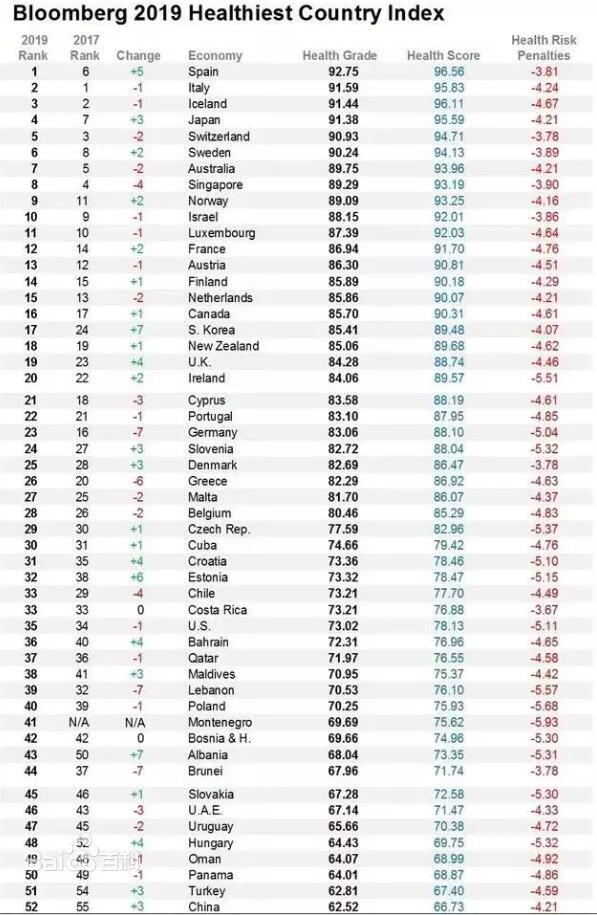 Bloomberg 2019 Healthiest Country Index
2019 2017 Health Risk
Rank Rank Change Economy Health Grade Health Score Penalties
1 6 +5 Spain 92.75 96.56 -3.81
2 1 -1 Italy 91.59 95.83 -4.24
3 2 -1 Iceland 91.44 96.11 -4.67
4 7 +3 Japan 91.38 95.59 -4.21
5 3 -2 Switzerland 90.93 94.71 -3.78
6 8 +2 Sweden 90.24 94.13 -3.89
7 5 -2 Australia 89.75 93.96 -4.21
8 4 -4 Singapore 89.29 93.19 -3.90
9 11 +2 Norway 89.09 93.25 -4.16
10 9 -1 Israel 88.15 92.01 -3.86
11 10 -1 Luxembourg 87.39 92.03 -4.64
12 14 +2 France 86.94 91.70 -4.76
13 12 -1 Austria 86.30 90.81 -4.51
14 15 +1 Finland 85.89 90.18 -4.29
15 13 -2 Netherlands 85.86 90.07 -4.21
16 17 +1 Canada 85.70 90.31 -4.61
17 24 +7 S. Korea 85.41 89.48 -4.07
18 19 +1 New Zealand 85.06 89.68 -4.62
19 23 +4 U.K. 84.28 88.74 -4.46
20 22 +2 Ireland 84.06 89.57 -5.51
21 18 -3 Cyprus 83.58 88.19 -4.61
22 21 -1 Portugal 83.10 87.95 -4.85
23 16 -7 Germany 83.06 88.10 -5.04
24 27 +3 Slovenia 82.72 88.04 -5.32
25 28 +3 Denmark 82.69 86.47 -3.78
26 20 -6 Greece 82.29 86.92 -4.63
27 25 -2 Malta 81.70 86.07 -4.37
28 26 -2 Belgium 80.46 85.29 -4.83
29 30 +1 Czech Rep. 77.59 82.96 -5.37
30 31 +1 Cuba 74.66 79.42 -4.76
31 35 +4 Croatia 73.36 78.46 -5.10
32 38 +6 Estonia 73.32 78.47 -5.15
33 29 -4 Chile 73.21 77.70 -4.49
33 33 0 Costa Rica 73.21 76.88 -3.67
35 34 -1 U.S. 73.02 78.13 -5.11
36 40 +4 Bahrain 72.31 76.96 -4.65
37 36 -1 Qatar 71.97 76.55 -4.58
38 41 +3 Maldives 70.95 75.37 -4.42
39 32 -7 Lebanon 70.53 76.10 -5.57
40 39 -1 Poland 70.25 75.93 -5.68
41 N/A N/A Montenegro 69.69 75.62 -5.93
42 42 0 Bosnia & H. 69.66 74.96 -5.30
43 50 +7 Albania 68.04 73.35 -5.31
44 37 -7 Brunei 67.96 71.74 -3.78
45 46 +1 Slovakia 67.28 72.58 -5.30
46 43 -3 U.A.E. 67.14 71.47 -4.33
47 45 -2 Uruguay 65.66 70.38 -4.72
48 52 +4 Hungary 64.43 69.75 -5.32
49 48 -1 Oman 64.07 68.99 -4.92
50 49 -1 Panama 64.01 68.87 -4.86
51 54 +3 Turkey 62.81 67.40 -4.59
52 55 +3 China 62.52 66.73 -4.21
Bai 百科